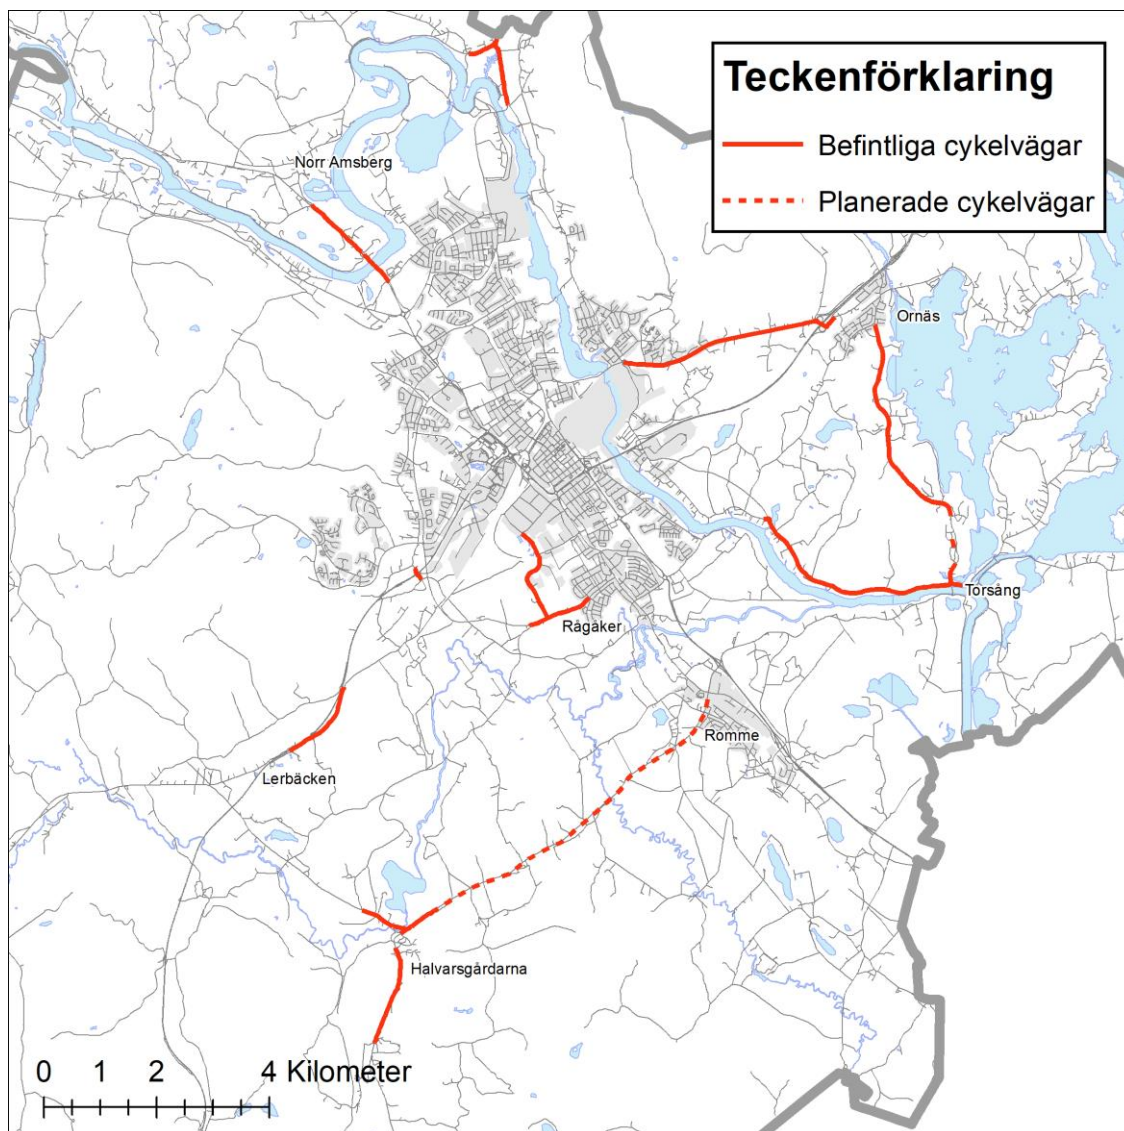 Teckenförklaring
Befintliga cykelvägar
Planerade cykelvägar
Norr Amsberg
Ornäs
Torsång
Rågåker
Romme
Lerbäcken
Halvarsgårdarna
0 1 2 4 Kilometer